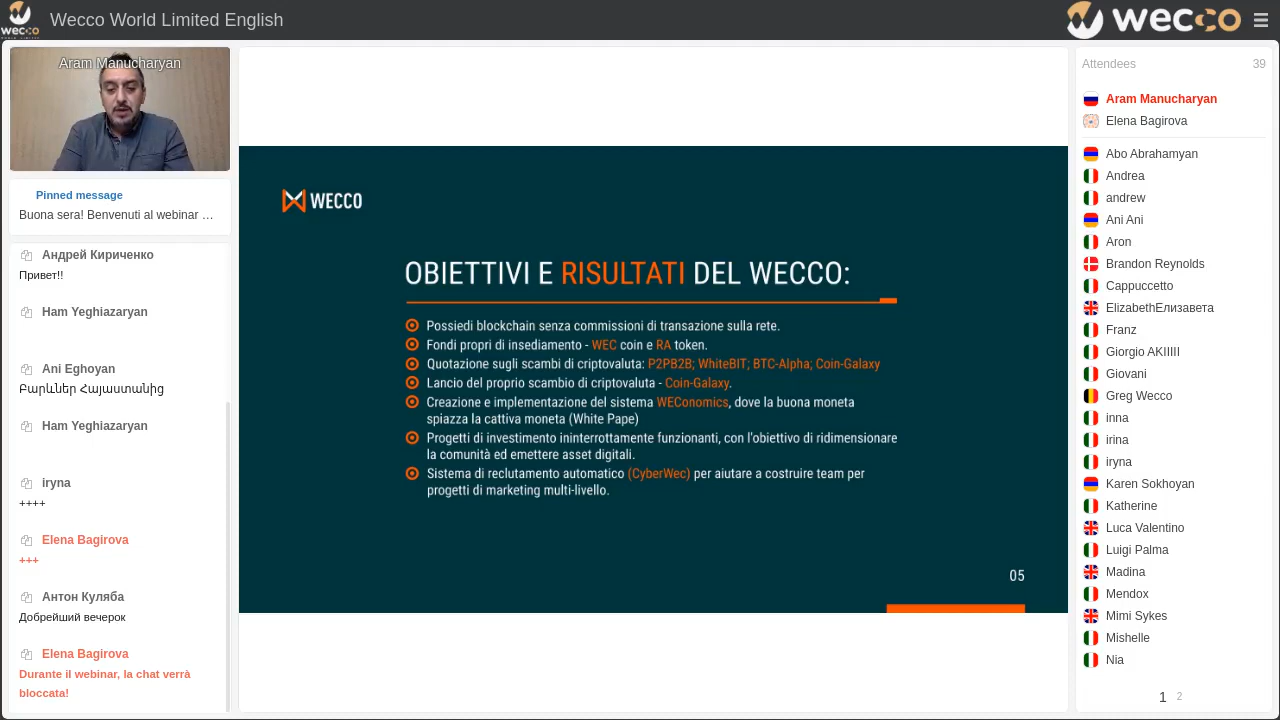 wecco
WORLD LIMITED
Wecco World Limited English
wecco
Aram Manucharyan
Pinned message
Buona sera! Benvenuti al webinar …
Андрей Кириченко
Привет!!
Ham Yeghiazaryan
Ani Eghoyan
Բարևներ Հայաստանից
Ham Yeghiazaryan
iryna
++++
Elena Bagirova
+++
Антон Куляба
Добрейший вечерок
Elena Bagirova
Durante il webinar, la chat verrà
bloccata!
WECCO
OBIETTIVI E RISULTATI DEL WECCO:
Possiedi blockchain senza commissioni di transazione sulla rete.
Fondi propri di insediamento - WEC coin e RA token.
Quotazione sugli scambi di criptovaluta: P2PB2B; WhiteBIT; BTC-Alpha; Coin-Galaxy
Lancio del proprio scambio di criptovaluta - Coin-Galaxy.
Creazione e implementazione del sistema WEConomics, dove la buona moneta
spiazza la cattiva moneta (White Pape)
Progetti di investimento ininterrottamente funzionanti, con l'obiettivo di ridimensionare
la comunità ed emettere asset digitali.
Sistema di reclutamento automatico (CyberWec) per aiutare a costruire team per
progetti di marketing multi-livello.
05
Attendees 39
Aram Manucharyan
Elena Bagirova
Abo Abrahamyan
Andrea
andrew
Ani Ani
Aron
Brandon Reynolds
Cappuccetto
ElizabethЕлизавета
Franz
Giorgio AKIIIII
Giovani
Greg Wecco
inna
irina
iryna
Karen Sokhoyan
Katherine
Luca Valentino
Luigi Palma
Madina
Mendox
Mimi Sykes
Mishelle
Nia
1 2